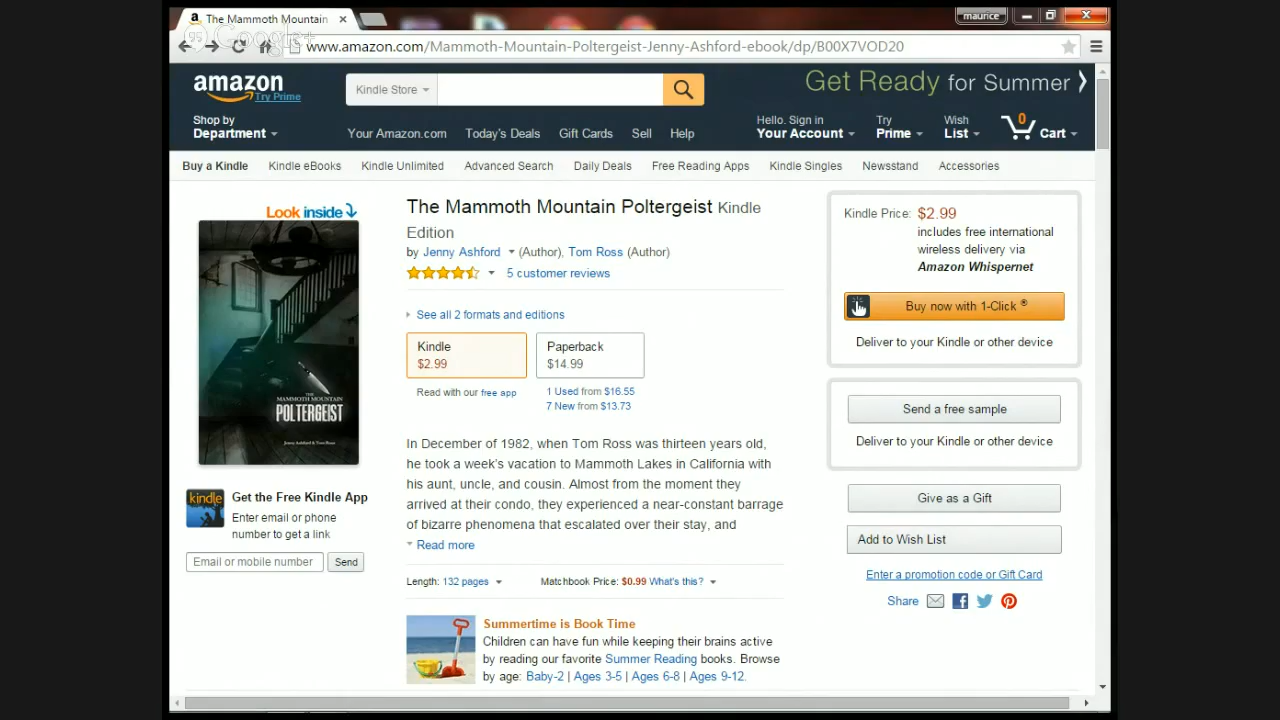 The Mammoth Mountain
maurice
Google+
www.amazon.com/Mammoth-Mountain-Poltergeist-Jenny-Ashford-ebook/dp/B00X7VOD20
amazon
Try Prime
Kindle Store
Get Ready for Summer
Shop by
Department
Your Amazon.com Today's Deals Gift Cards Sell Help
Hello. Sign in
Your Account
Try
Prime
Wish
List
0
Cart
Buy a Kindle Kindle eBooks Kindle Unlimited Advanced Search Daily Deals Free Reading Apps Kindle Singles Newsstand Accessories
Look inside
THE
MAMMOTH MOUNTAIN
POLTERGEIST
Jenny Ashford & Tom Ross
kindle
Get the Free Kindle App
Enter email or phone
number to get a link
Email or mobile number
Send
The Mammoth Mountain Poltergeist Kindle
Edition
by Jenny Ashford (Author), Tom Ross (Author)
5 customer reviews
See all 2 formats and editions
Kindle
$2.99
Paperback
$14.99
Read with our free app
1 Used from $16.55
7 New from $13.73
In December of 1982, when Tom Ross was thirteen years old,
he took a week's vacation to Mammoth Lakes in California with
his aunt, uncle, and cousin. Almost from the moment they
arrived at their condo, they experienced a near-constant barrage
of bizarre phenomena that escalated over their stay, and
Read more
Length: 132 pages
Matchbook Price: $0.99 What's this?
Summertime is Book Time
Children can have fun while keeping their brains active
by reading our favorite Summer Reading books. Browse
by age: Baby-2 | Ages 3-5 | Ages 6-8 | Ages 9-12.
Kindle Price: $2.99
includes free international
wireless delivery via
Amazon Whispernet
Buy now with 1-Click ®
Deliver to your Kindle or other device
Send a free sample
Deliver to your Kindle or other device
Give as a Gift
Add to Wish List
Enter a promotion code or Gift Card
Share